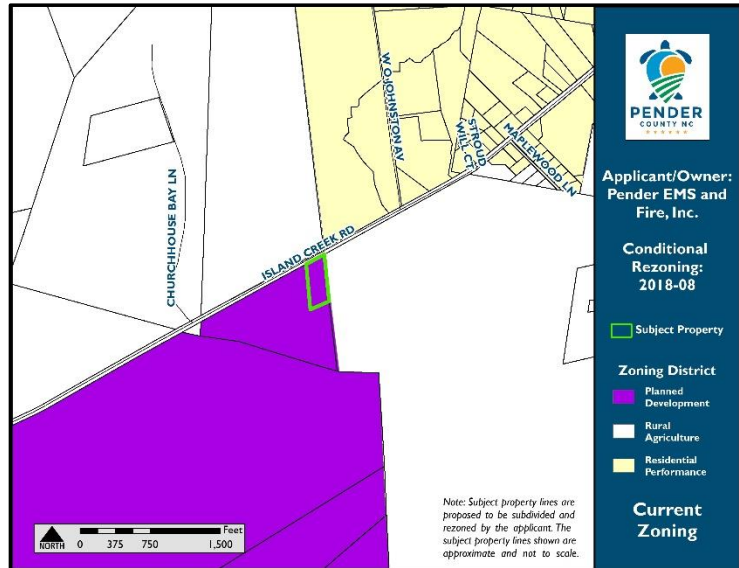 W O JOHNSTON AV
STROUD
WILL CT
MAPLEWOOD LN
CHURCHHOUSE BAY LN
ISLAND CREEK RD
NORTH
Feet
0 375 750 1,500
Note: Subject property lines are
proposed to be subdivided and
rezoned by the applicant. The
subject property lines shown are
approximate and not to scale.
PENDER
COUNTY NC
Applicant/Owner:
Pender EMS and
Fire, Inc.
Conditional
Rezoning:
2018-08
Subject Property
Zoning District
Planned
Development
Rural
Agriculture
Residential
Performance
Current
Zoning